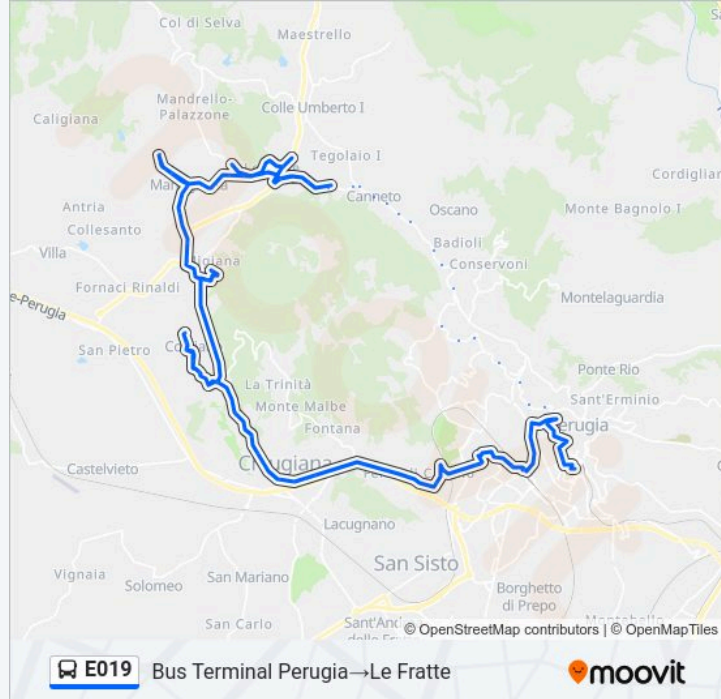 Col di Selva
Maestrello
Mandrello-
Palazzone
Colle Umberto I
Caligiana
Tegolaio I
Cordiglian
Canneto
Antria
Oscano
Monte Bagnolo I
Collesanto
Badioli
Villa
Conservoni
Fornaci Rinaldi
Montelaguardia
e-Perugia
San Pietro
Ponte Rio
La Trinità
Sant'Erminio
Monte Malbe
Perugia
Fontana
Castelvieto
Lacugnano
San Sisto
Vignaia
San Mariano
Solomeo
Borghetto
di Prepo
San Carlo
© OpenStreetMap contributors | © OpenMapTiles
E019 Bus Terminal Perugia→Le Fratte
moovit